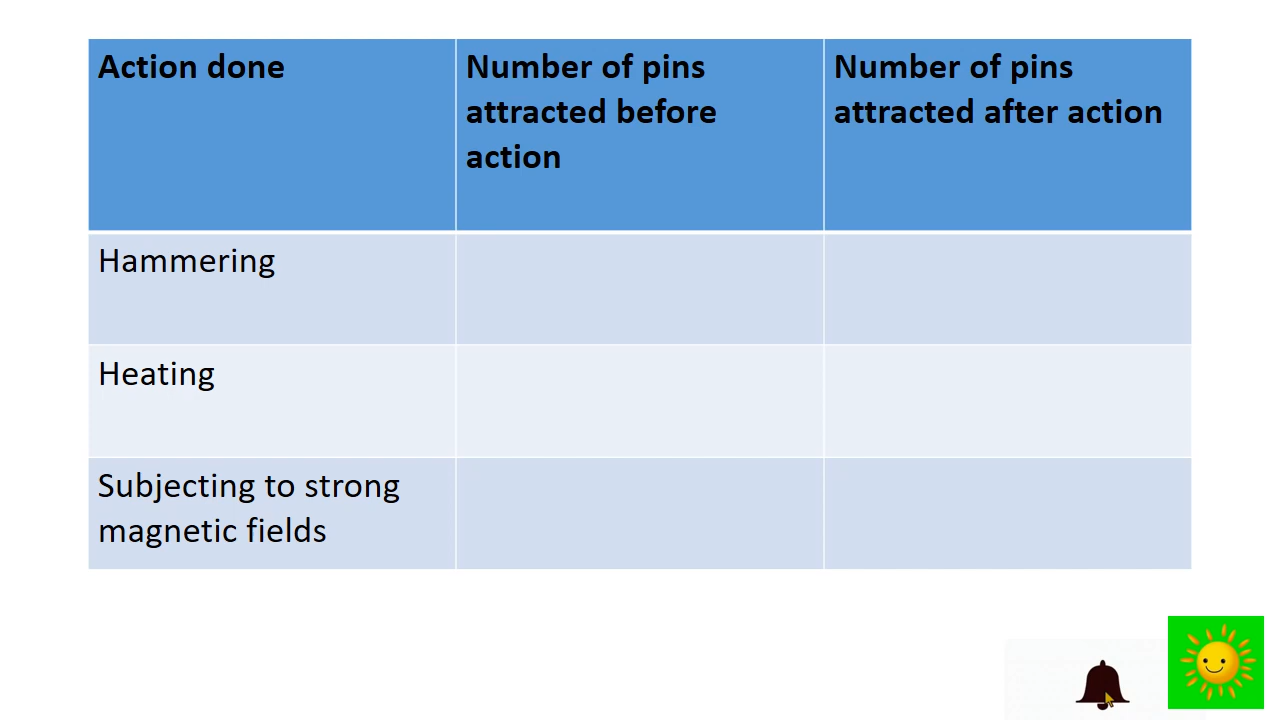 Action done
Number of pins
attracted before
action
Number of pins
attracted after action
Hammering
Heating
Subjecting to strong
magnetic fields